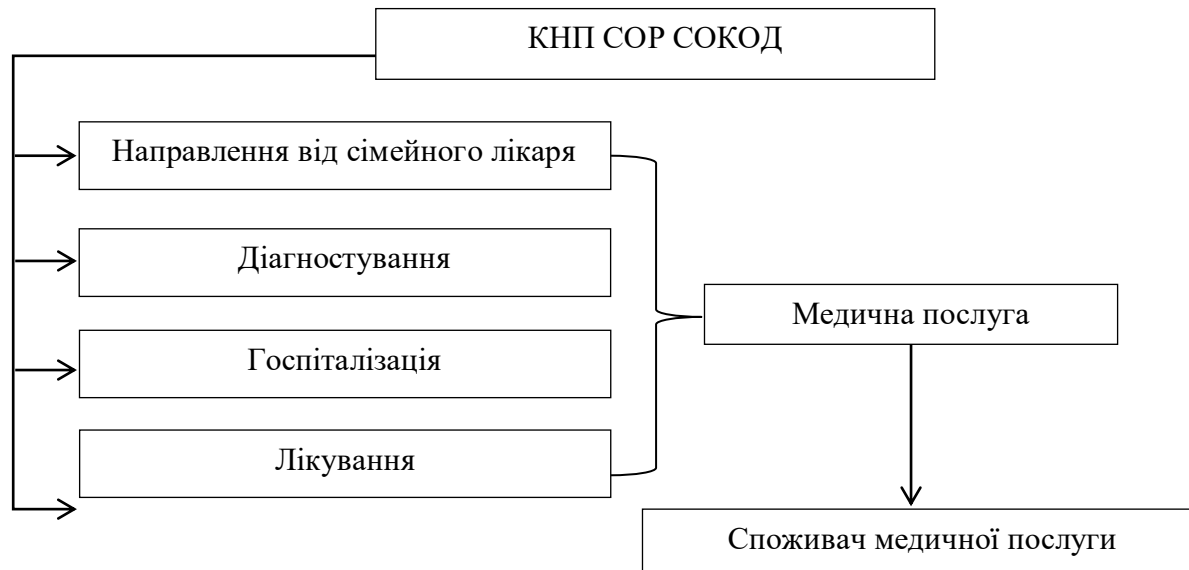 КНП СОР СОКОД
Направлення від сімейного лікаря
Діагностування
Госпіталізація
Лікування
Медична послуга
Споживач медичної послуги